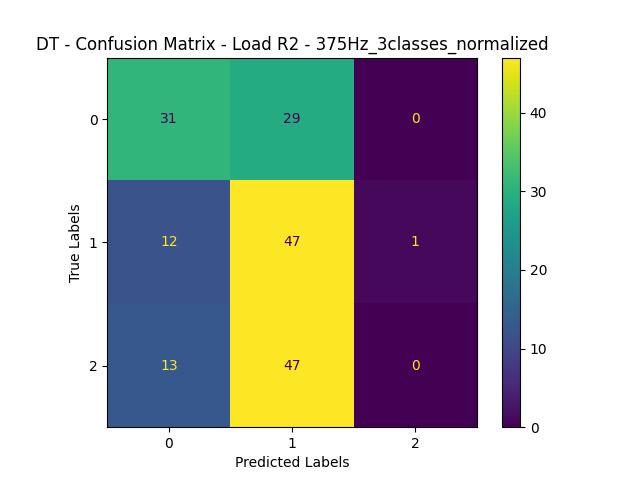 DT - Confusion Matrix - Load R2 - 375Hz_3classes_normalized
0 31 29 0
1 12 47 1
2 13 47 0
0 1 2
True Labels
Predicted Labels
40
30
20
10
0